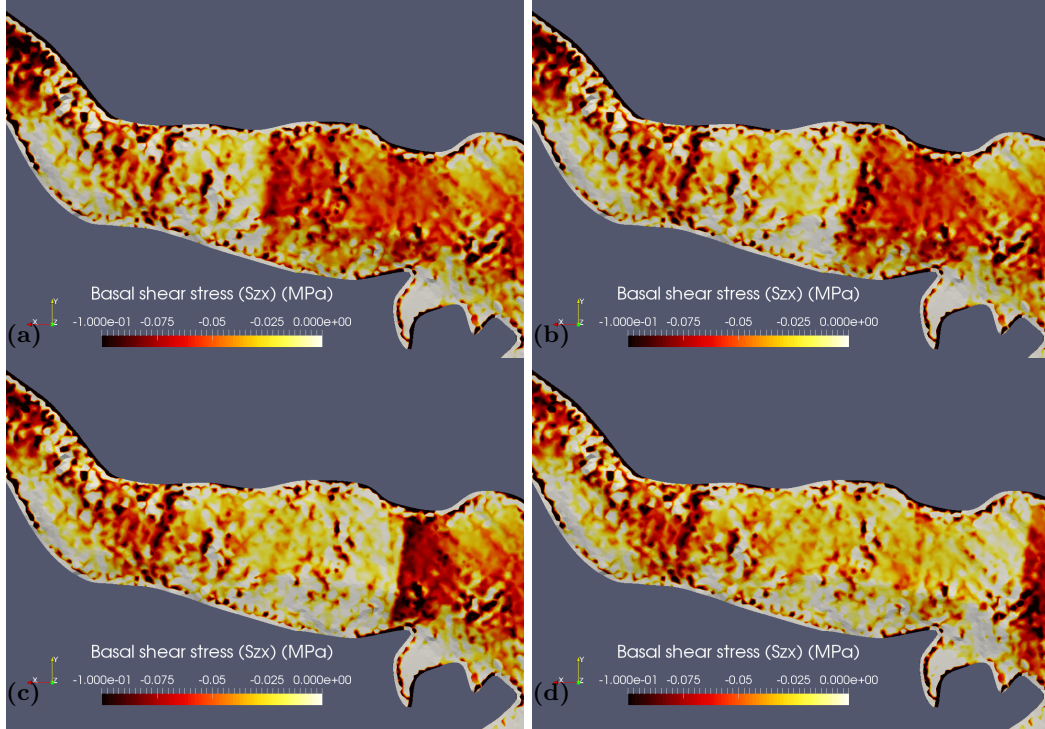 Basal shear stress (Szx) (MPa)
-1.000e-01 -0.075 -0.05 -0.025 0.000e+00
Y
X Z
(a)
Basal shear stress (Szx) (MPa)
-1.000e-01 -0.075 -0.05 -0.025 0.000e+00
Y
X Z
(b)
Basal shear stress (Szx) (MPa)
-1.000e-01 -0.075 -0.05 -0.025 0.000e+00
Y
X Z
(c)
Basal shear stress (Szx) (MPa)
-1.000e-01 -0.075 -0.05 -0.025 0.000e+00
Y
X Z
(d)